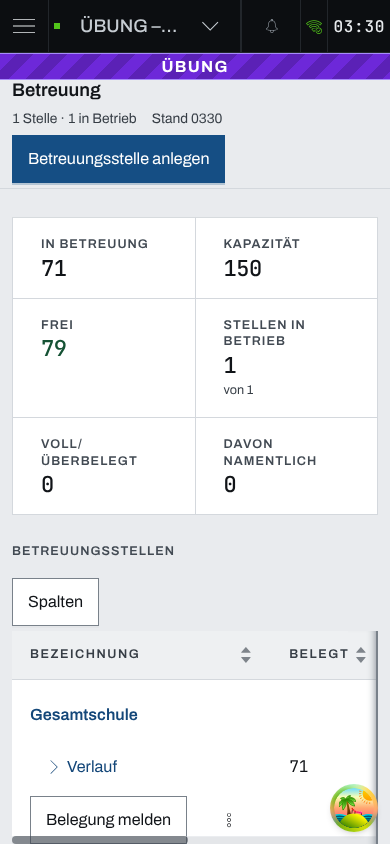 ÜBUNG –...
03:30
ÜBUNG
Betreuung
1 Stelle · 1 in Betrieb Stand 0330
Betreuungsstelle anlegen
IN BETREUUNG
71
KAPAZITÄT
150
FREI
79
STELLEN IN
BETRIEB
1
von 1
VOLL/
ÜBERBELEGT
0
DAVON
NAMENTLICH
0
BETREUUNGSSTELLEN
Spalten
BEZEICHNUNG
BELEGT
Gesamtschule
Verlauf
71
Belegung melden